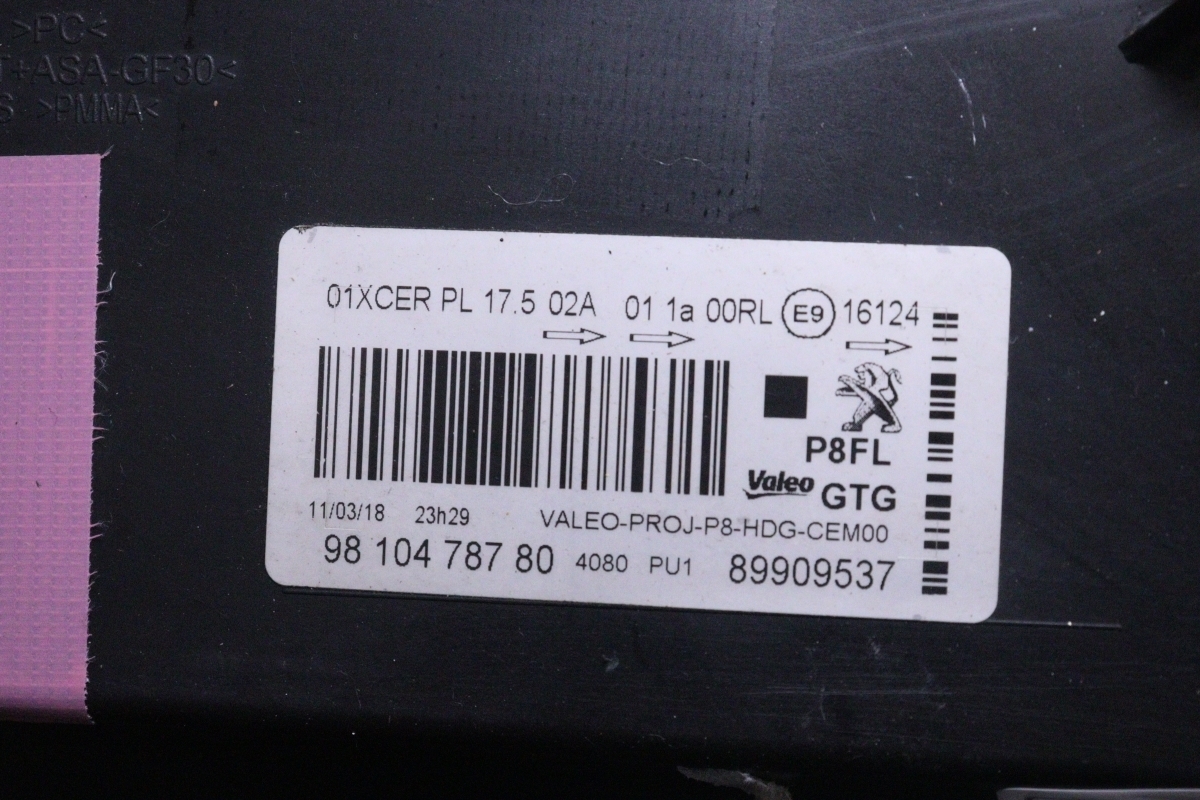 >PC<
T+ASA-GF30<
S >PMMA<
01XCER PL 17.5 02A 01 1a 00RL E9 16124
P8FL
Valeo GTG
11/03/18 23h29 VALEO-PROJ-P8-HDG-CEM00
98 104 787 80 4080 PU1 89909537